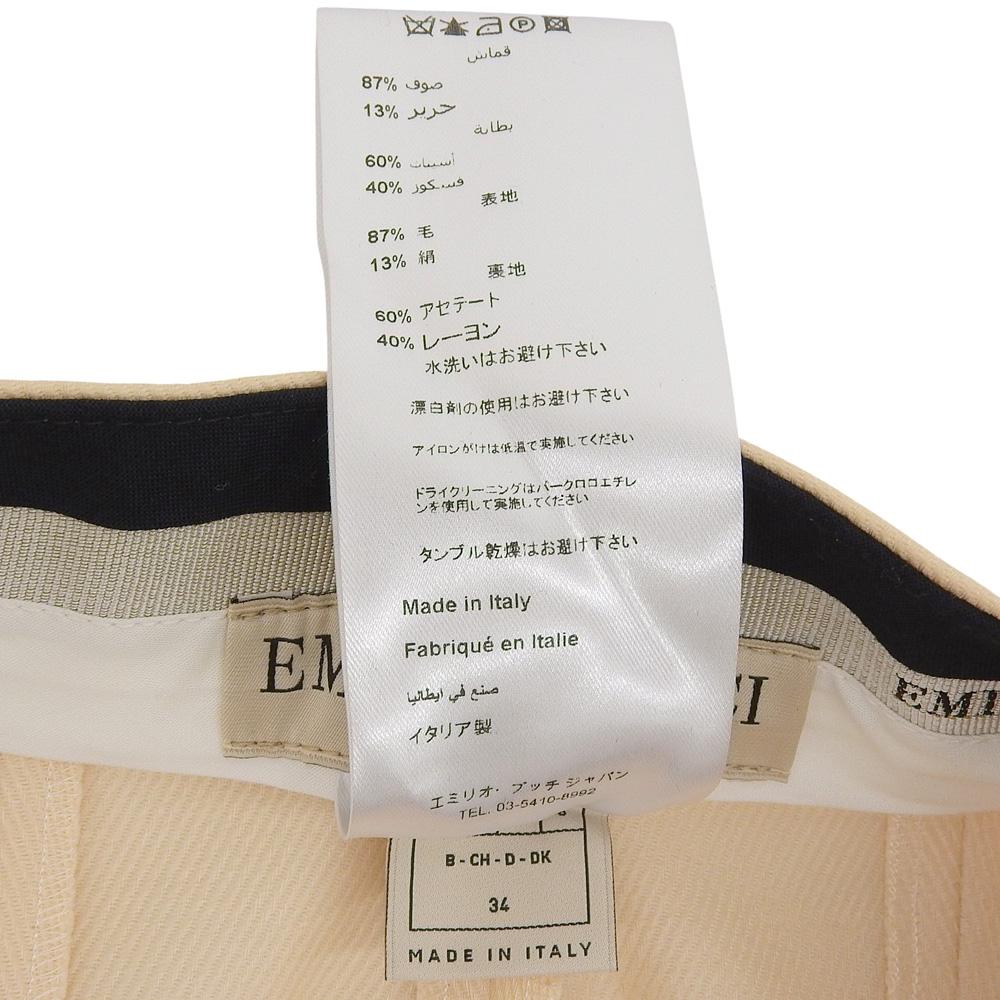 قماش
87% صوف
13% حرير
بطانة
60% أسيتات
40% فسكوز
表地
87% 毛
13% 絹
裏地
60% アセテート
40% レーヨン
水洗いはお避け下さい
漂白剤の使用はお避け下さい
アイロンがけは低温で実施してください
ドライクリーニングはパークロロエチレ
ンを使用して実施してください
タンブル乾燥はお避け下さい
Made in Italy
Fabriqué en Italie
صنع في ايطاليا
イタリア製
エミリオ・プッチ ジャパン
TEL. 03-5410-8992
EM
CI
EMI
B-CH-D-DK
34
MADE IN ITALY